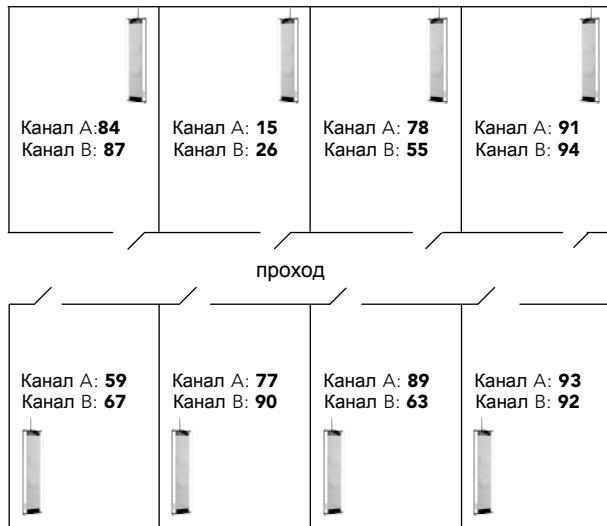 Канал A:84
Канал B: 87
Канал A: 15
Канал B: 26
Канал A: 78
Канал B: 55
Канал A: 91
Канал B: 94
проход
Канал A: 59
Канал B: 67
Канал A: 77
Канал B: 90
Канал A: 89
Канал B: 63
Канал A: 93
Канал B: 92